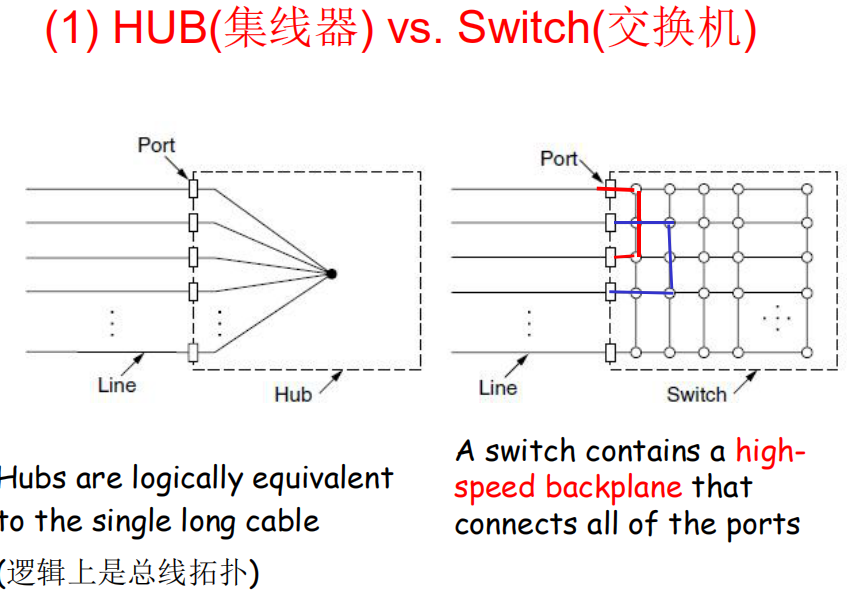 (1) HUB(集线器) vs. Switch(交换机)
Port
Line
Hub
Port
Line
Switch
Hubs are logically equivalent
to the single long cable
(逻辑上是总线拓扑)
A switch contains a high-
speed backplane that
connects all of the ports